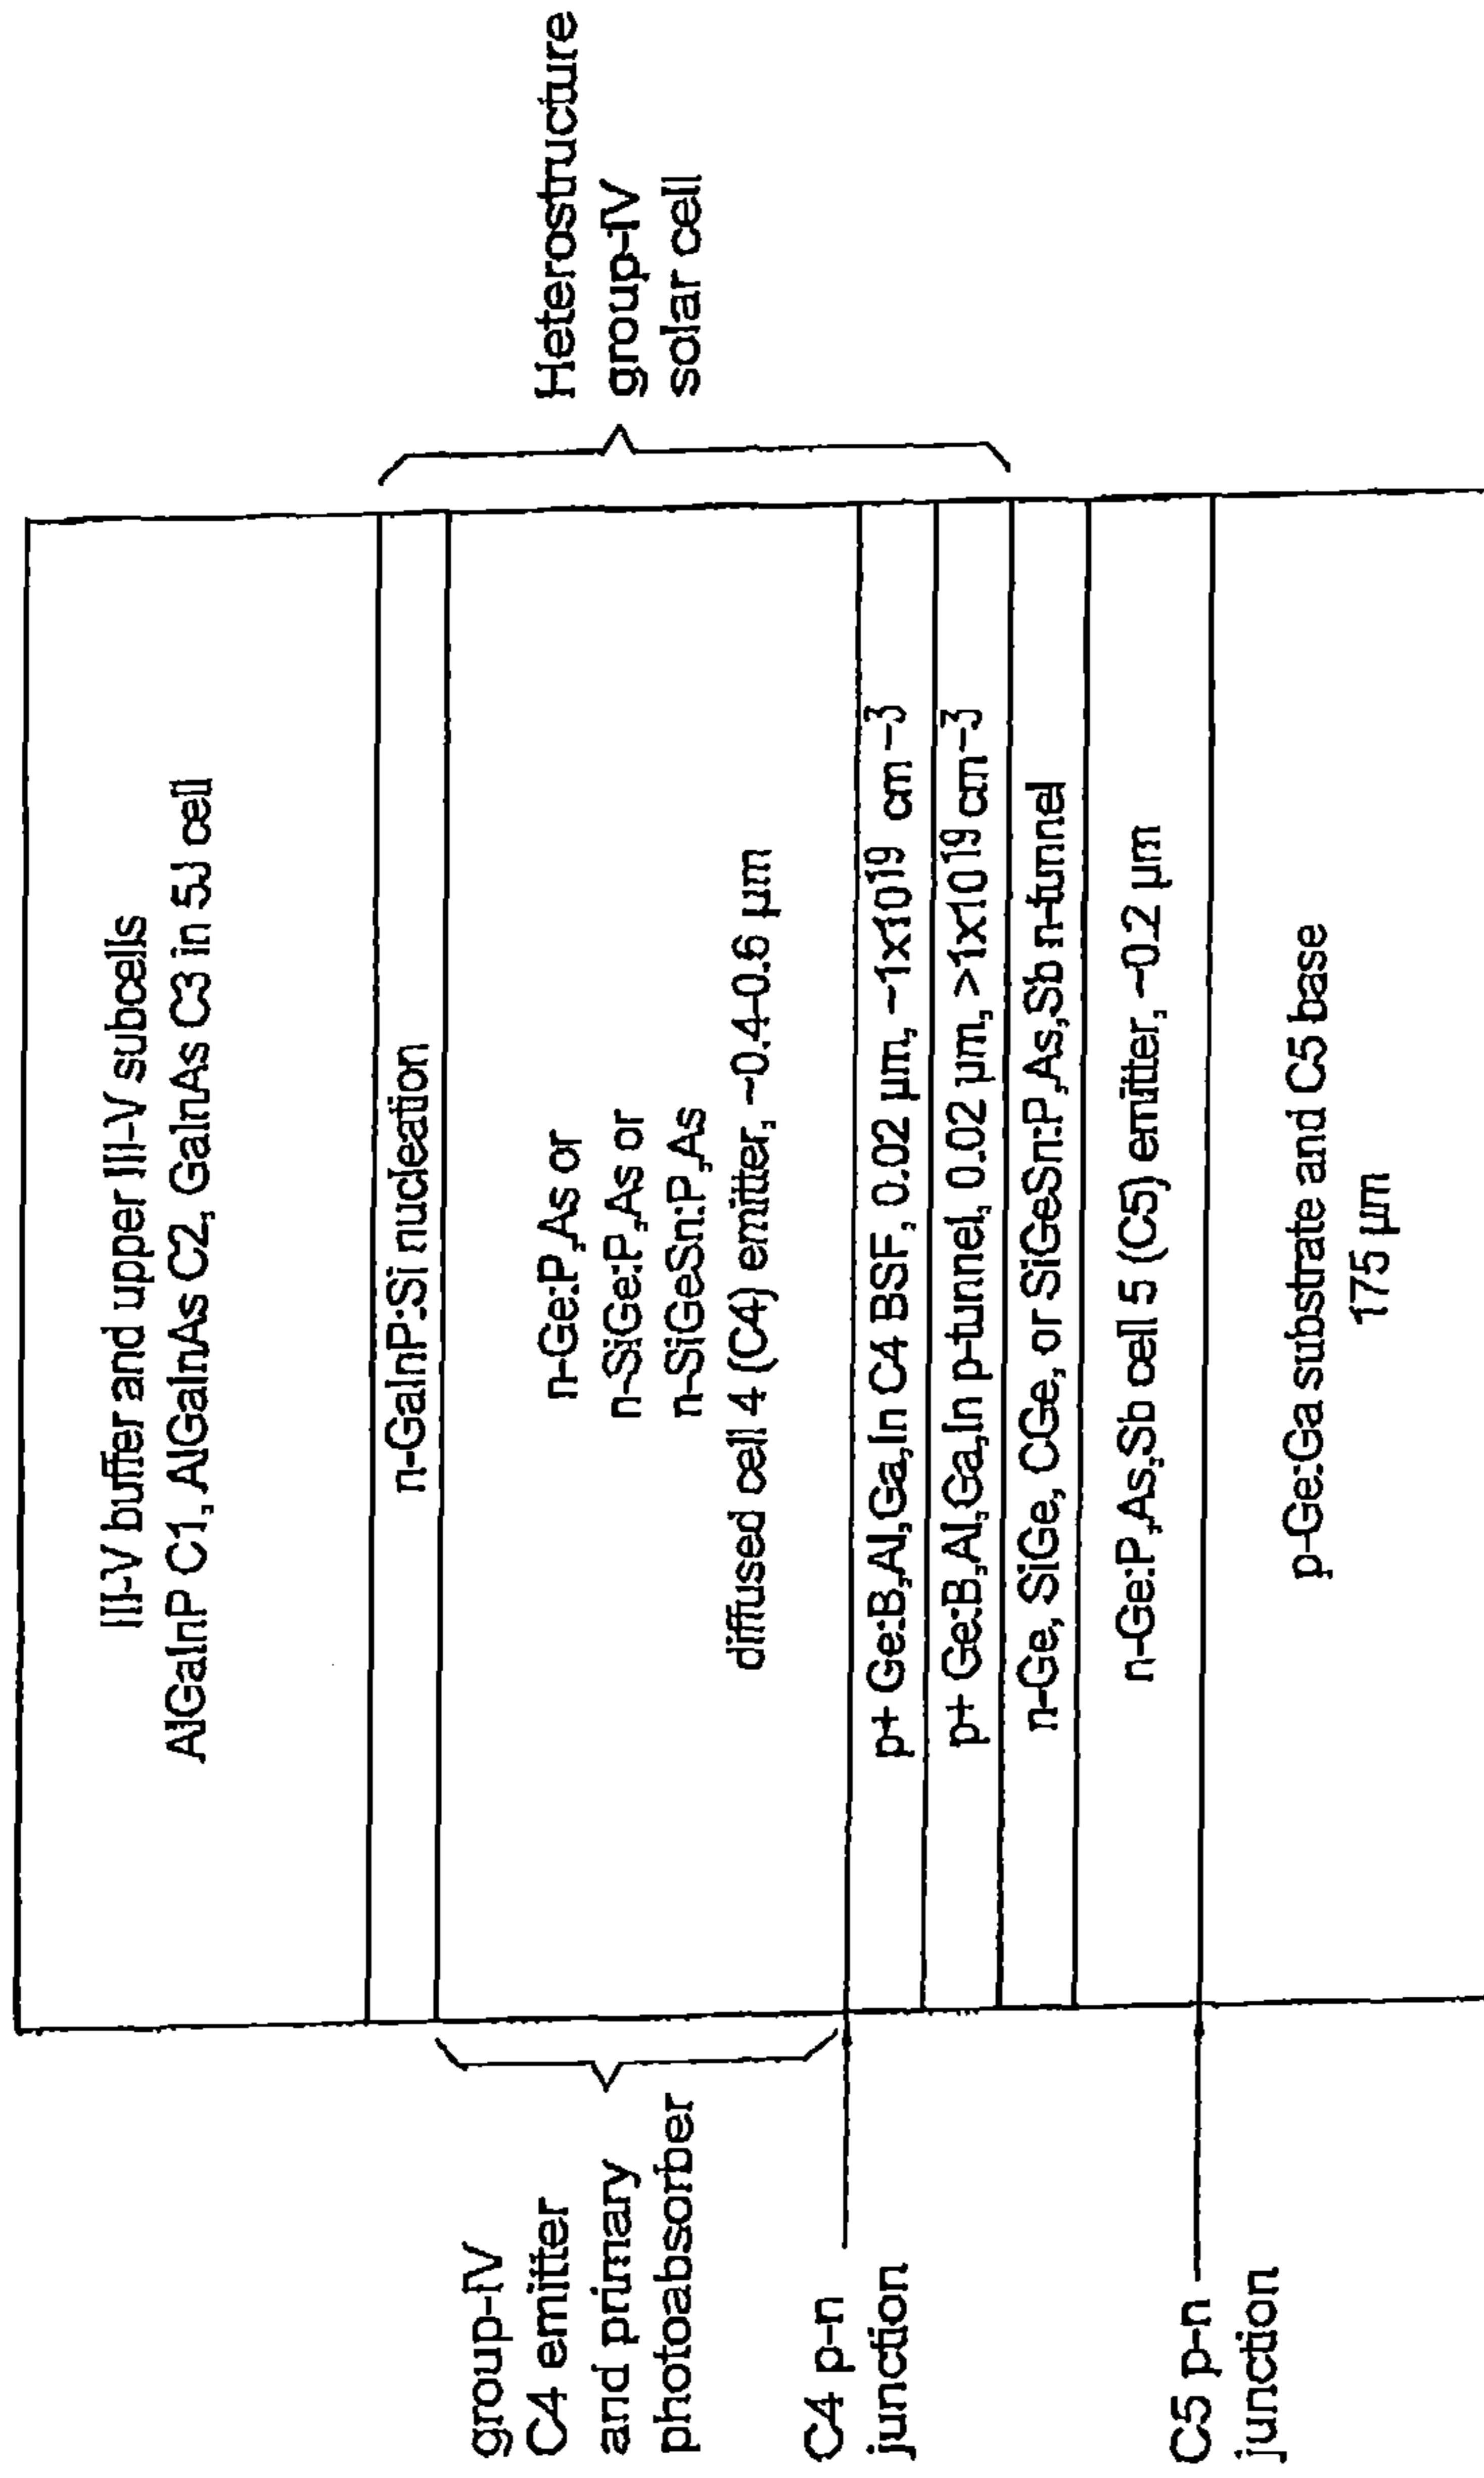 III-V buffer and upper III-V subcells
AlGaInP C1, AlGaInAs C2, GaInAs C3 in 5J cell
n-GaInP:Si nucleation
n-Ge:P,As or
n-SiGe:P,As or
n-SiGeSn:P,As
diffused cell 4 (C4) emitter, ~0.4-0.6 µm
p+ Ge:B,Al,Ga,In C4 BSF, 0.02 µm, ~1x10¹⁹ cm⁻³
p+ Ge:B,Al,Ga,In p-tunnel, 0.02 µm, >1x10¹⁹ cm⁻³
n-Ge, SiGe, CGe, or SiGeSn:P,As,Sb n-tunnel
n-Ge:P,As,Sb cell 5 (C5) emitter, ~0.2 µm
p-Ge:Ga substrate and C5 base
175 µm
group-IV
C4 emitter
and primary
photoabsorber
C4 p-n
junction
C5 p-n
junction
Heterostructure
group-IV
solar cell